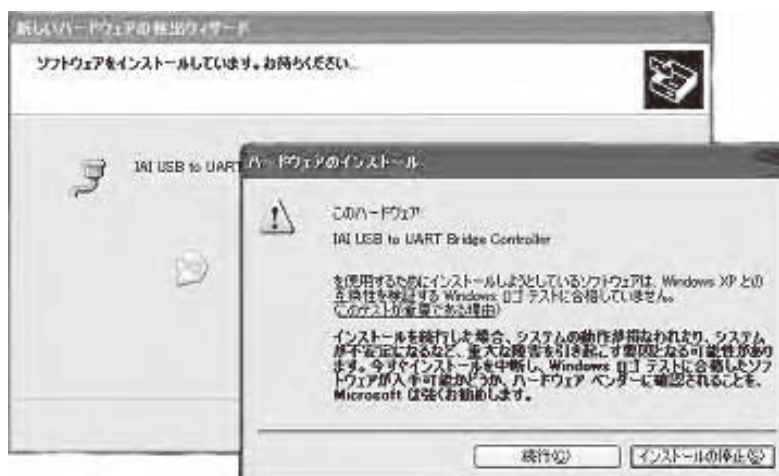 新しいハードウェアの検出ウィザード
ソフトウェアをインストールしています。お待ちください...
IAI USB to UART
ハードウェアのインストール
このハードウェア:
IAI USB to UART Bridge Controller
を使用するためにインストールしようとしているソフトウェアは、Windows XP との
互換性を検証する Windows ロゴ テストに合格していません。
(このテストが重要である理由)
インストールを続行した場合、システムの動作が損なわれたり、システム
が不安定になるなど、重大な障害を引き起こす要因となる可能性があり
ます。今すぐインストールを中断し、Windows ロゴ テストに合格したソフ
トウェアが入手可能かどうか、ハードウェア ベンダーに確認されることを、
Microsoft は強くお勧めします。
続行(C)
インストールの停止(S)